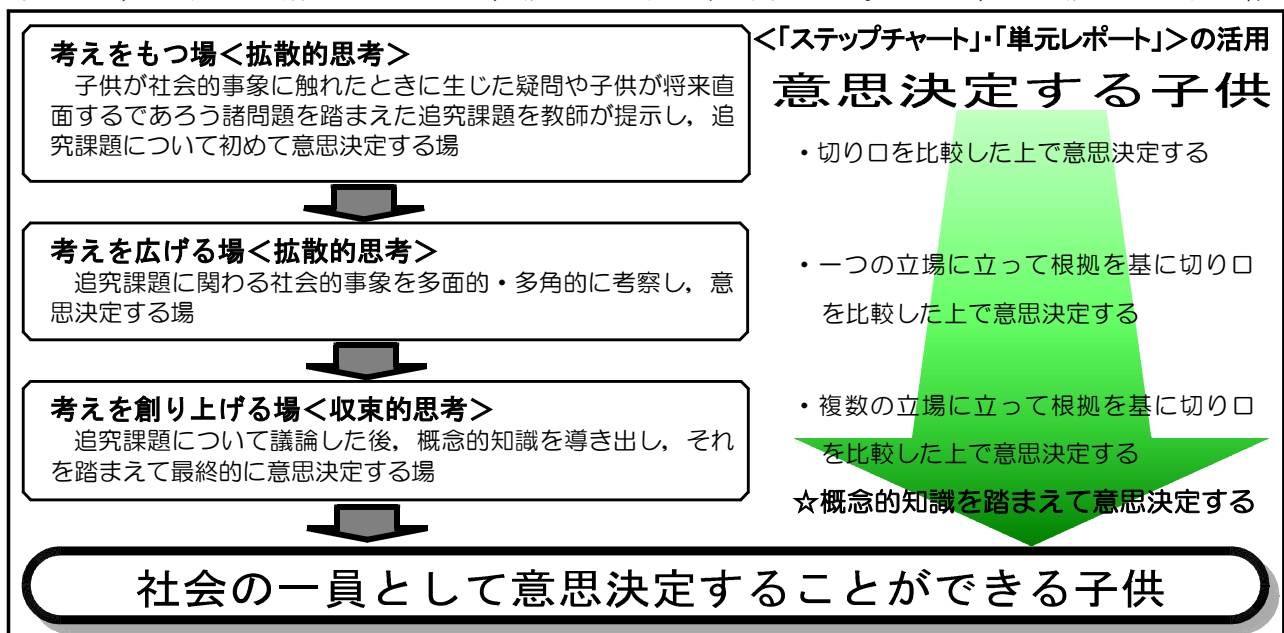 考えをもつ場＜拡散的思考＞
子供が社会的事象に触れたときに生じた疑問や子供が将来直
面するであろう諸問題を踏まえた追究課題を教師が提示し，追
究課題について初めて意思決定する場
考えを広げる場＜拡散的思考＞
追究課題に関わる社会的事象を多面的・多角的に考察し，意
思決定する場
考えを創り上げる場＜収束的思考＞
追究課題について議論した後，概念的知識を導き出し，それ
を踏まえて最終的に意思決定する場
＜「ステップチャート」・「単元レポート」＞の活用
意思決定する子供
・切り口を比較した上で意思決定する
・一つの立場に立って根拠を基に切り口
を比較した上で意思決定する
・複数の立場に立って根拠を基に切り口
を比較した上で意思決定する
☆概念的知識を踏まえて意思決定する
社会の一員として意思決定することができる子供